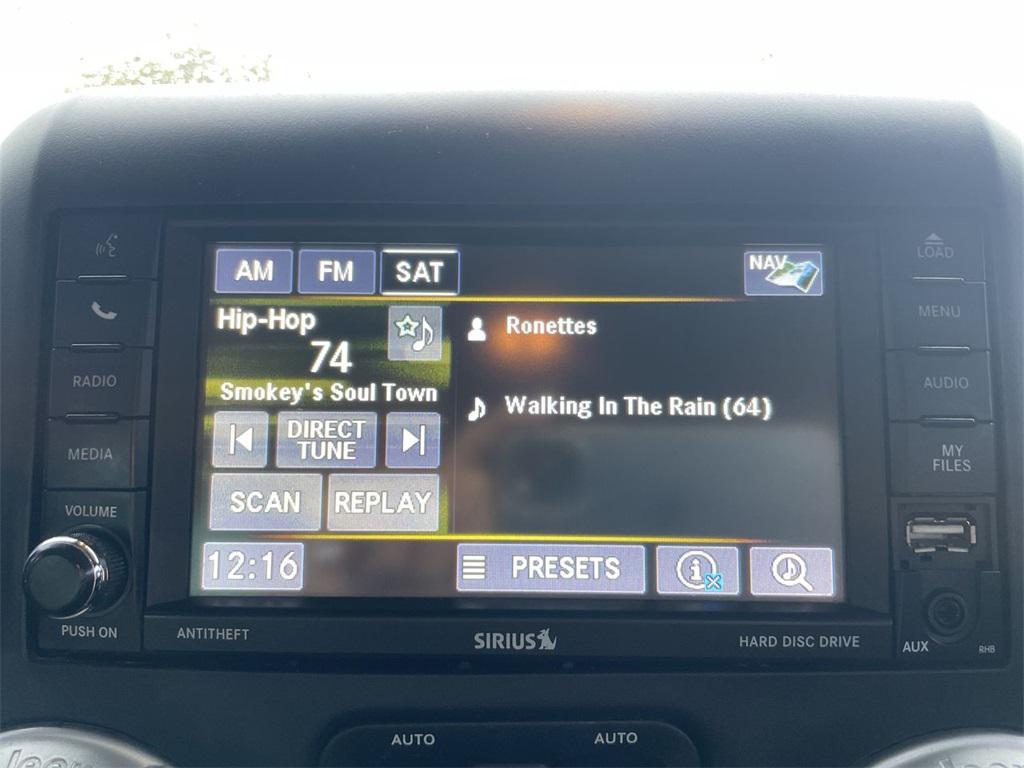 AM FM SAT
NAV
Hip-Hop
74
Smokey's Soul Town
DIRECT
TUNE
SCAN REPLAY
Ronettes
Walking In The Rain (64)
12:16 PRESETS i
LOAD
MENU
RADIO
AUDIO
MEDIA
MY
FILES
VOLUME
PUSH ON
ANTITHEFT
SIRIUS
HARD DISC DRIVE
AUX
RHB
AUTO AUTO
Jeep